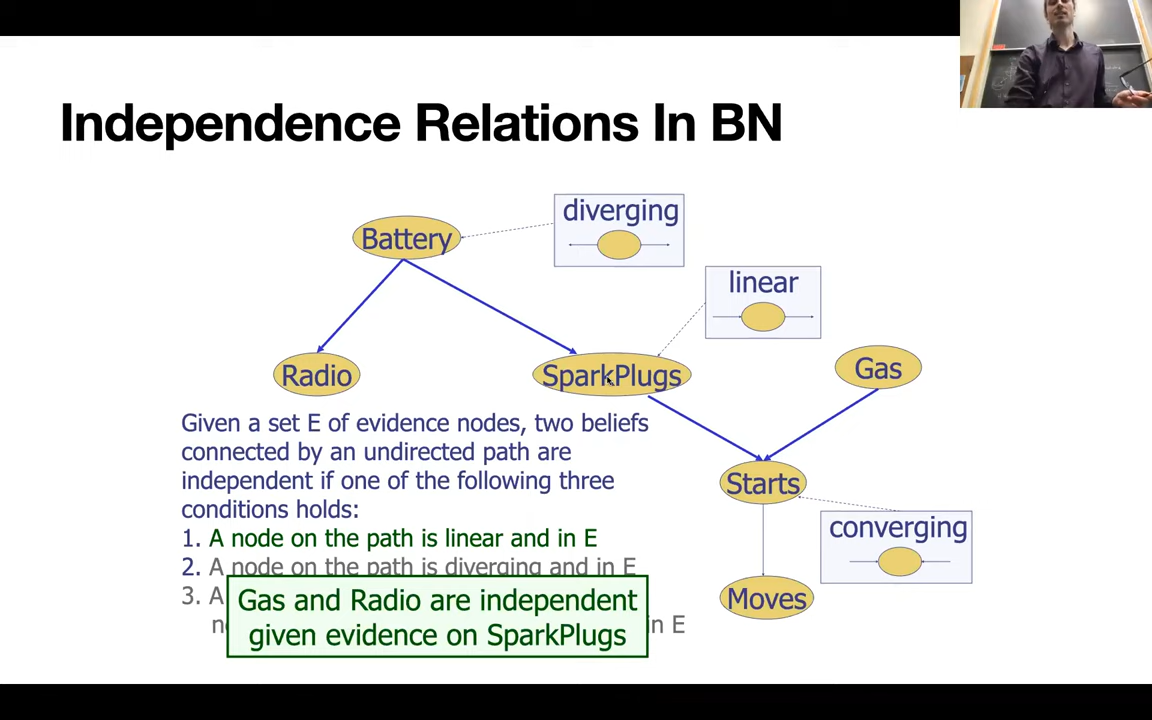 Independence Relations In BN
diverging
Battery
linear
Radio
SparkPlugs
Gas
Given a set E of evidence nodes, two beliefs
connected by an undirected path are
independent if one of the following three
conditions holds:
1. A node on the path is linear and in E
2. A node on the path is diverging and in E
3. A
in E
Gas and Radio are independent
given evidence on SparkPlugs
Starts
converging
Moves